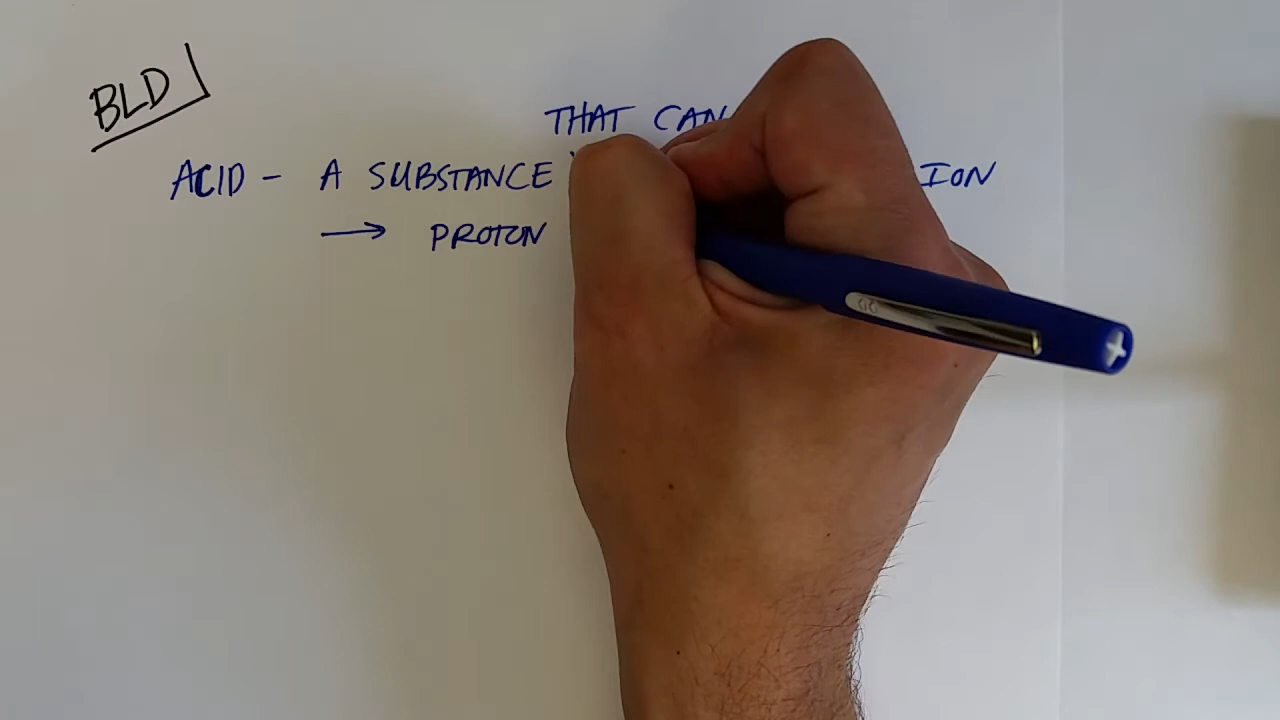 BLD
THAT CAN
ACID - A SUBSTANCE ION
→ PROTON